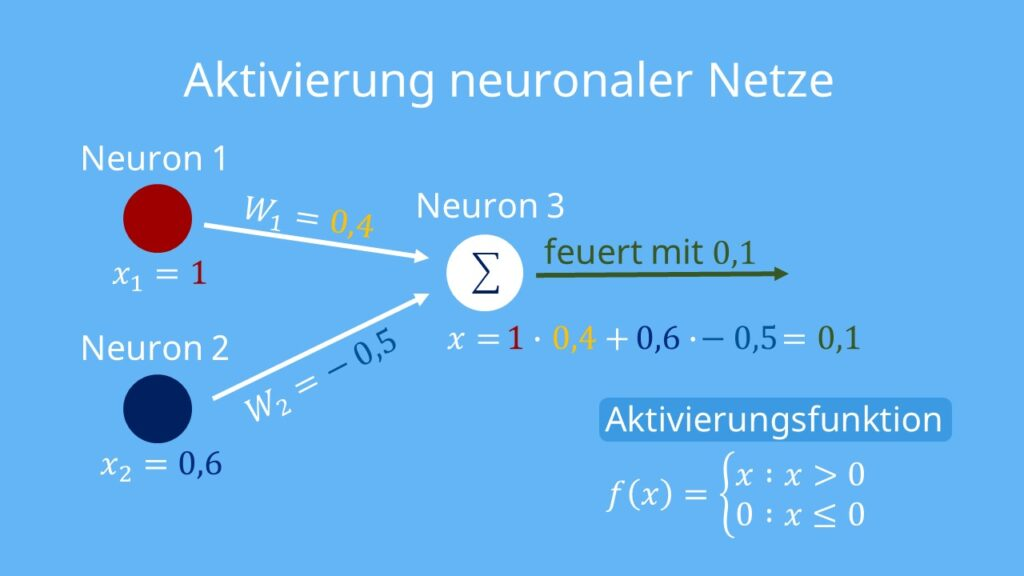 Aktivierung neuronaler Netze
Neuron 1
W₁ = 0,4
x₁ = 1
Neuron 2
W₂ = − 0,5
x₂ = 0,6
Neuron 3
∑
feuert mit 0,1
x = 1 · 0,4 + 0,6 · − 0,5 = 0,1
Aktivierungsfunktion
f(x) = {x : x > 0
0 : x ≤ 0